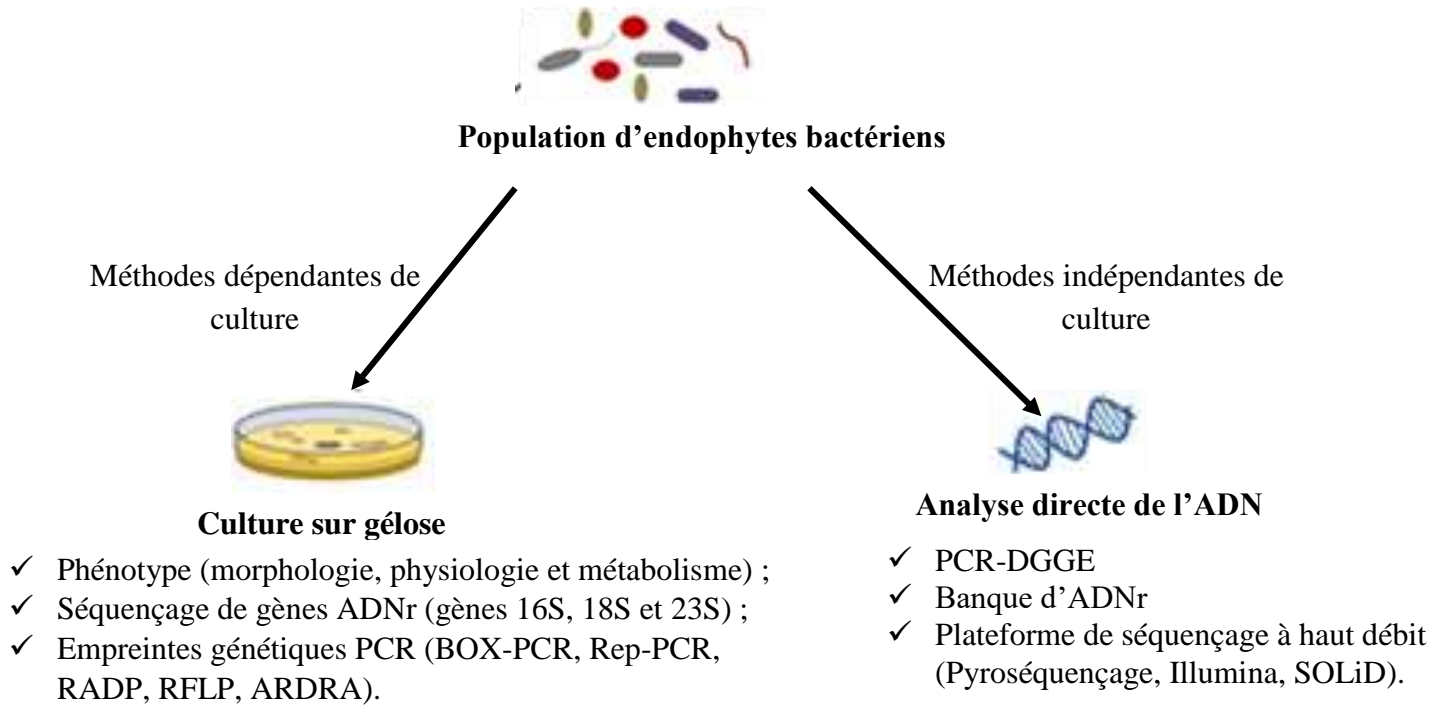 Population d’endophytes bactériens
Méthodes dépendantes de
culture
Méthodes indépendantes de
culture
Culture sur gélose
✓ Phénotype (morphologie, physiologie et métabolisme) ;
✓ Séquençage de gènes ADNr (gènes 16S, 18S et 23S) ;
✓ Empreintes génétiques PCR (BOX-PCR, Rep-PCR,
RADP, RFLP, ARDRA).
Analyse directe de l’ADN
✓ PCR-DGGE
✓ Banque d’ADNr
✓ Plateforme de séquençage à haut débit
(Pyroséquençage, Illumina, SOLiD).